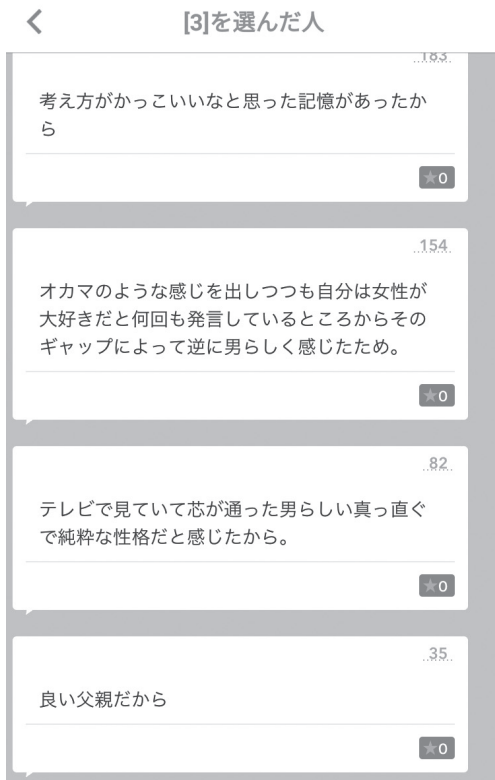 [3]を選んだ人
183
考え方がかっこいいなと思った記憶があったか
ら
★0
154
オカマのような感じを出しつつも自分は女性が
大好きだと何回も発言しているところからその
ギャップによって逆に男らしく感じたため。
★0
82
テレビで見ていて芯が通った男らしい真っ直ぐ
で純粋な性格だと感じたから。
★0
35
良い父親だから
★0